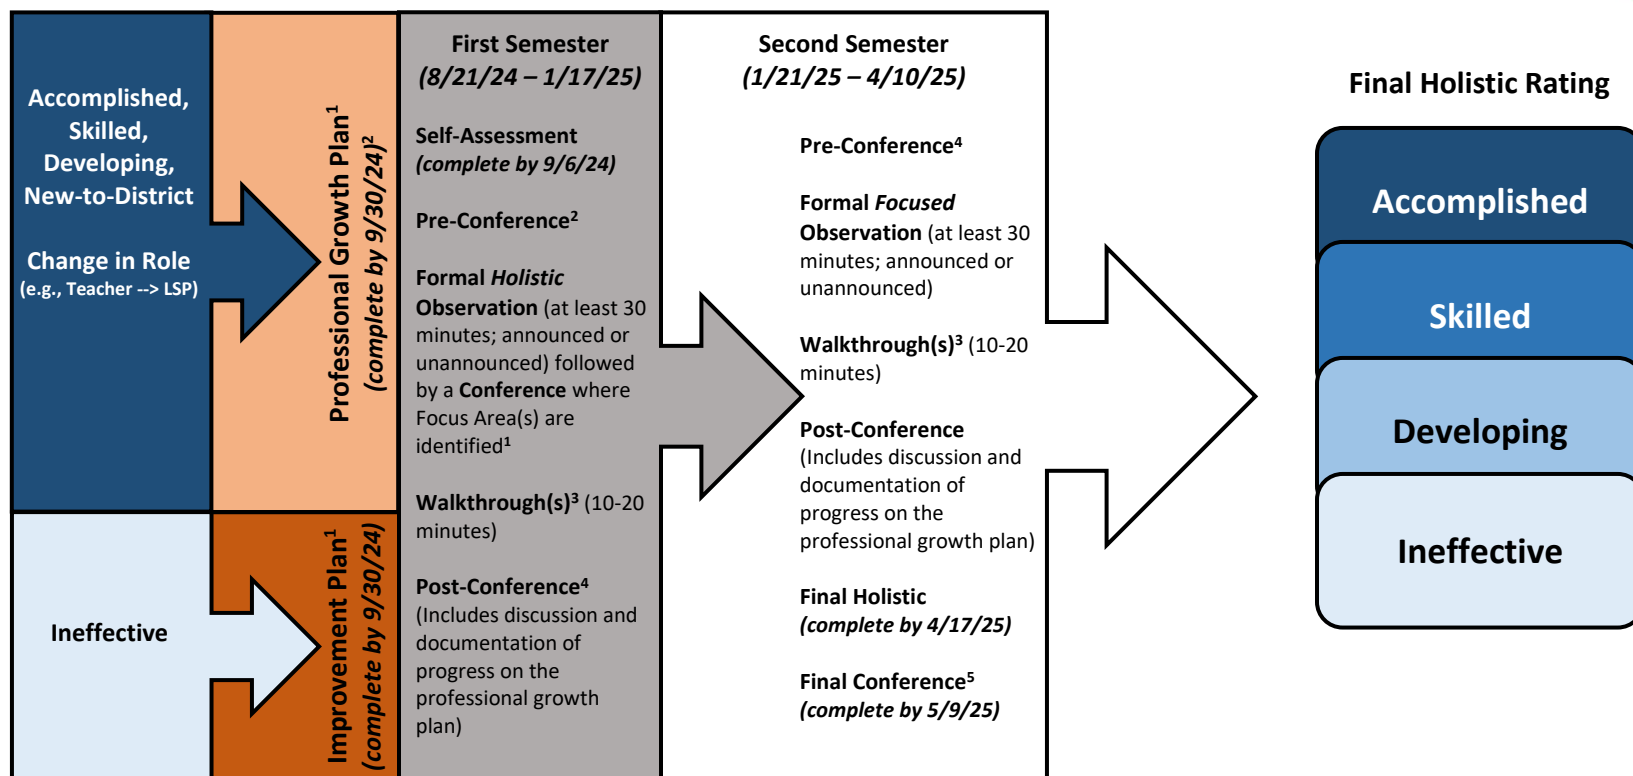 Accomplished,
Skilled,
Developing,
New-to-District
Change in Role
(e.g., Teacher --> LSP)
Ineffective
Professional Growth Plan¹
(complete by 9/30/24)²
Improvement Plan¹
(complete by 9/30/24)
First Semester
(8/21/24 – 1/17/25)
Self-Assessment
(complete by 9/6/24)
Pre-Conference²
Formal Holistic
Observation (at least 30
minutes; announced or
unannounced) followed
by a Conference where
Focus Area(s) are
identified¹
Walkthrough(s)³ (10-20
minutes)
Post-Conference⁴
(Includes discussion and
documentation of
progress on the
professional growth
plan)
Second Semester
(1/21/25 – 4/10/25)
Pre-Conference⁴
Formal Focused
Observation (at least 30
minutes; announced or
unannounced)
Walkthrough(s)³ (10-20
minutes)
Post-Conference
(Includes discussion and
documentation of
progress on the
professional growth plan)
Final Holistic
(complete by 4/17/25)
Final Conference⁵
(complete by 5/9/25)
Final Holistic Rating
Accomplished
Skilled
Developing
Ineffective